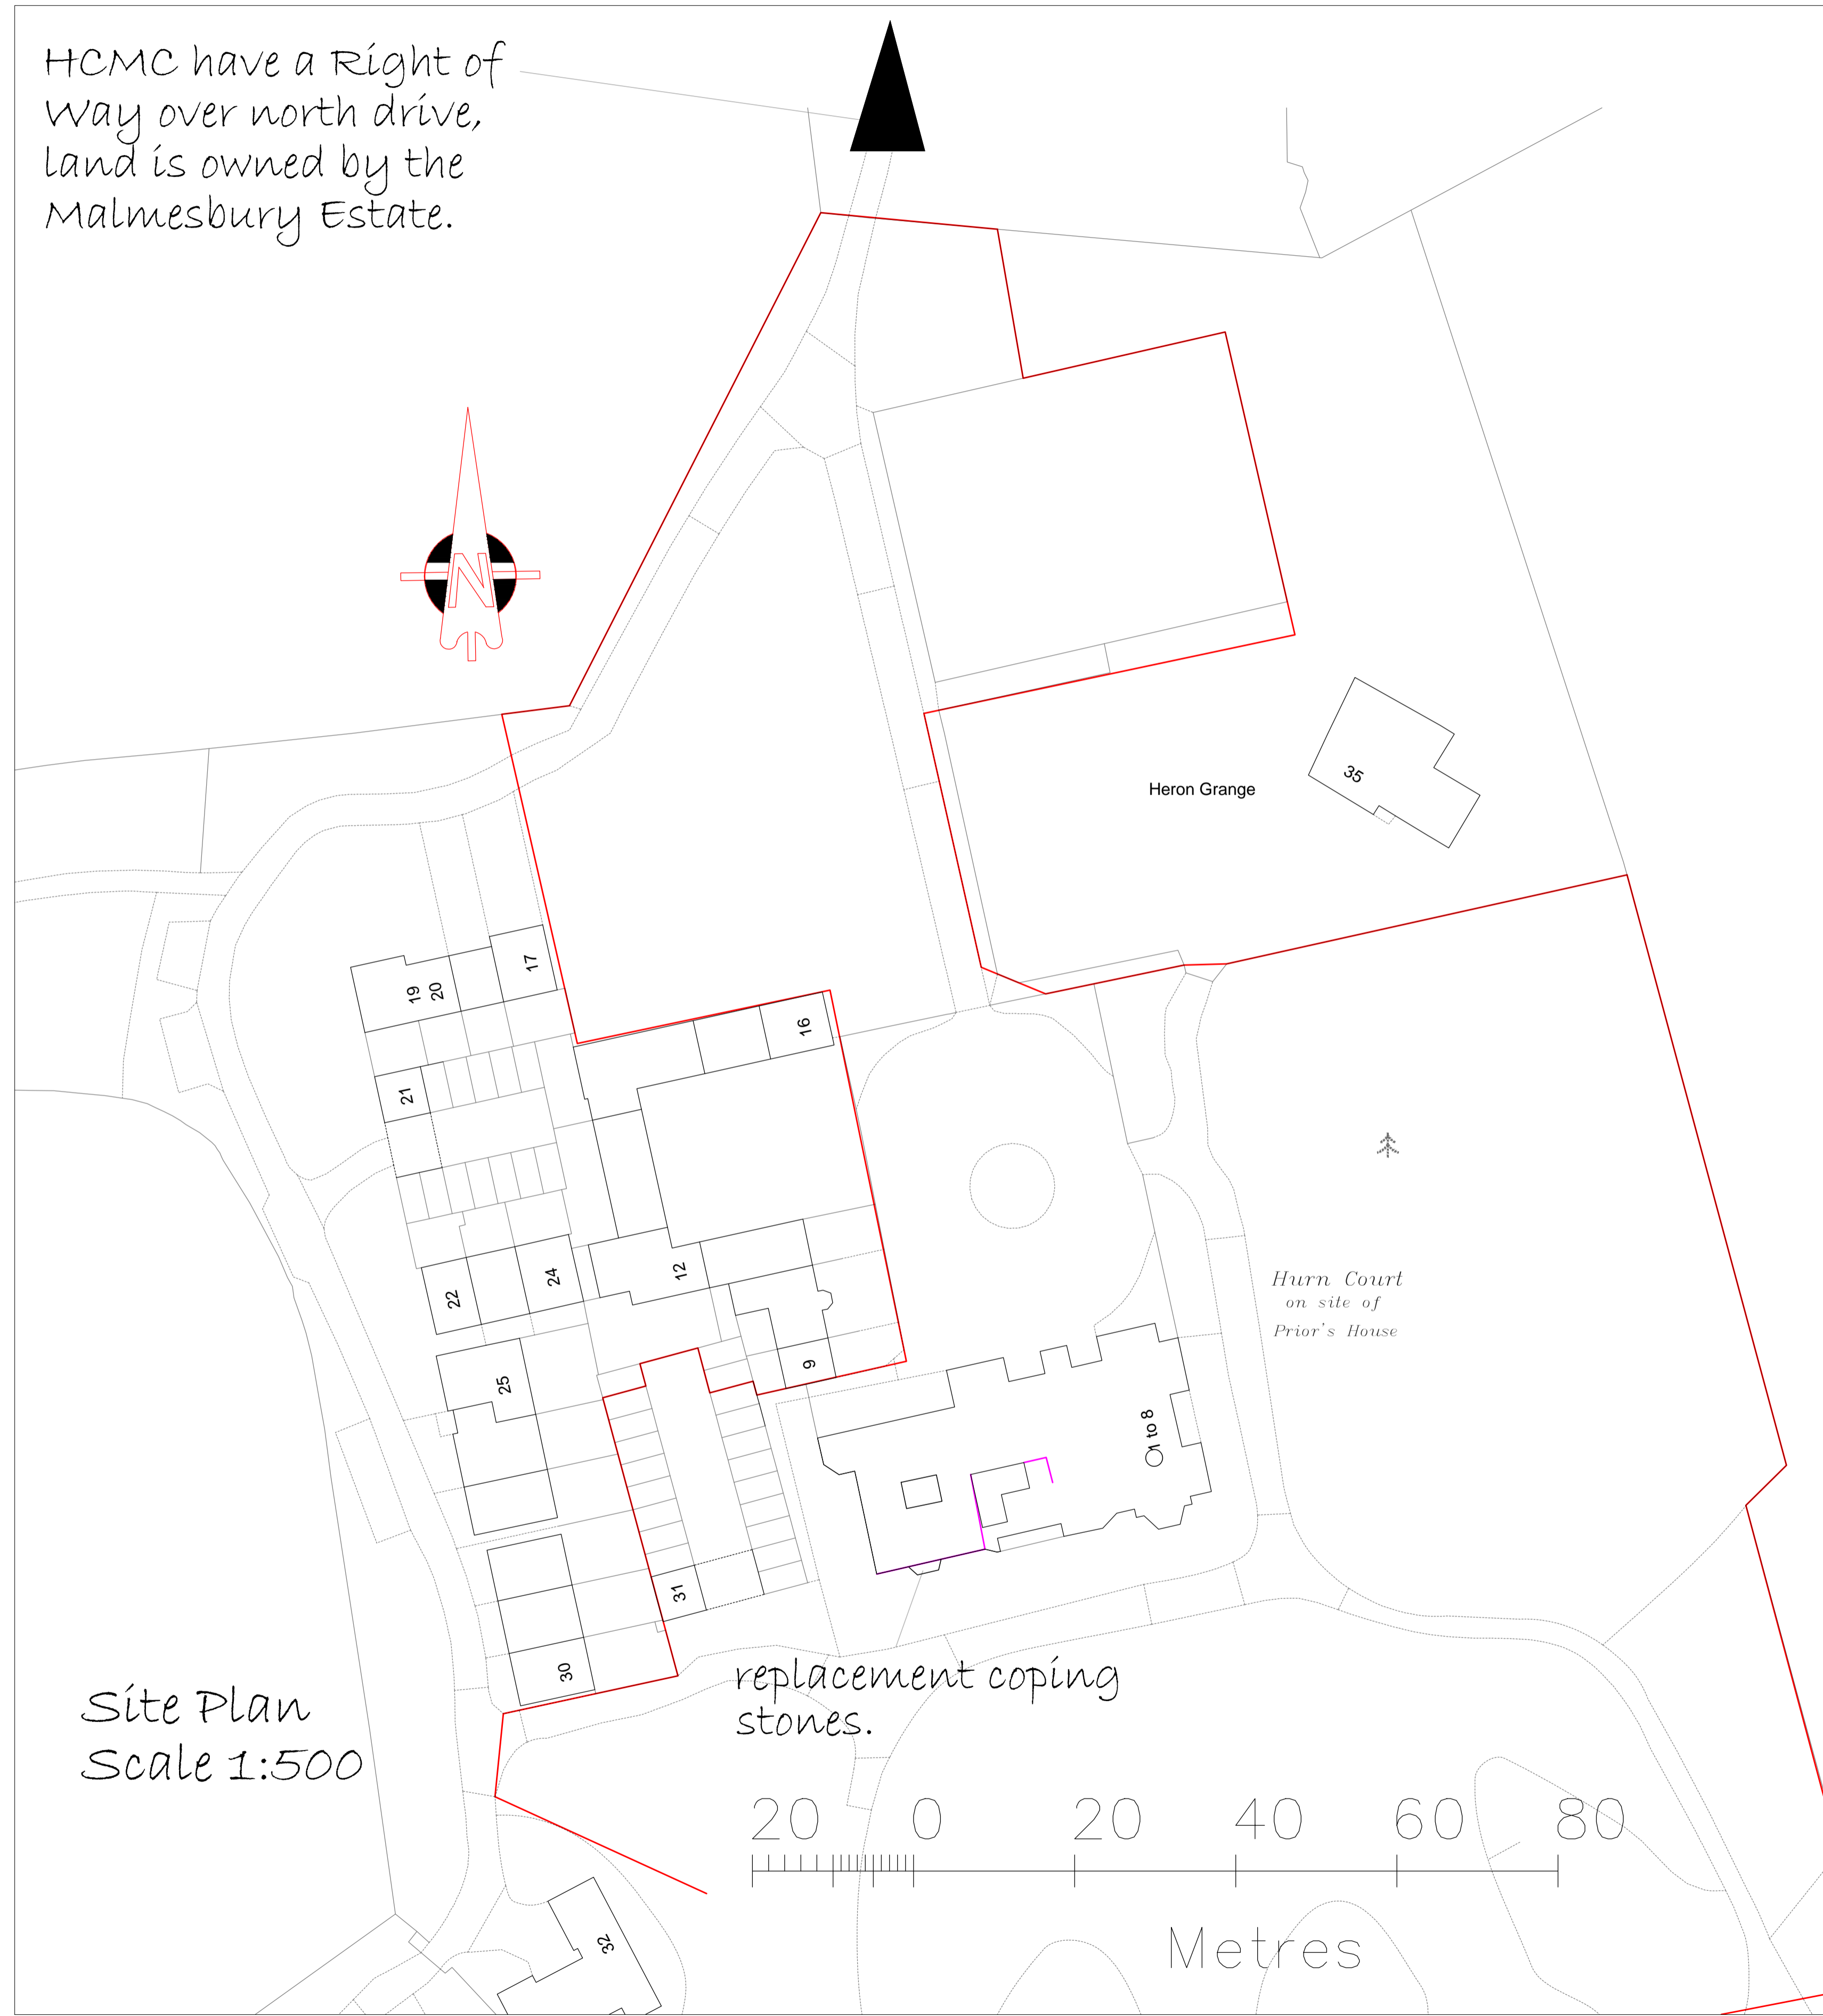 HCMC have a Right of
Way over north drive,
land is owned by the
Malmesbury Estate.
N
35
Heron Grange
17
19
20
16
21
12
24
22
Hurn Court
on site of
Prior's House
9
25
1 to 8
31
30
replacement coping
stones.
Site Plan
Scale 1:500
20 0 20 40 60 80
Metres
32